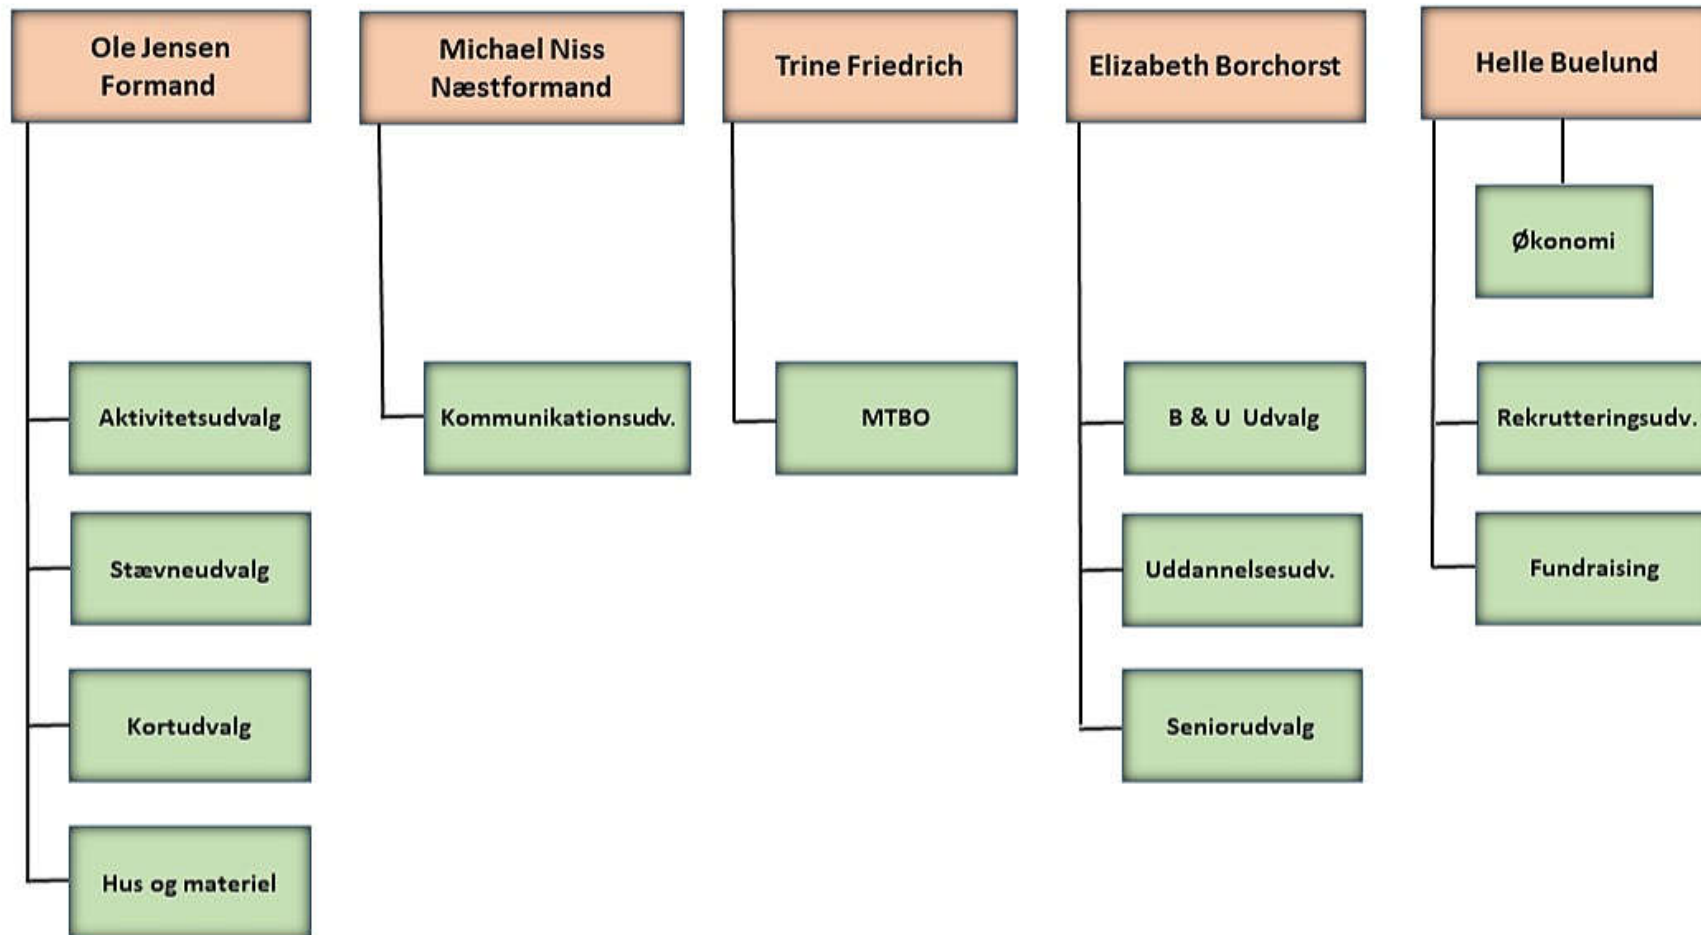 Ole Jensen
Formand
Michael Niss
Næstformand
Trine Friedrich
Elizabeth Borchorst
Helle Buelund
Økonomi
Aktivitetsudvalg
Kommunikationsudv.
MTBO
B & U Udvalg
Rekrutteringsudv.
Stævneudvalg
Uddannelsesudv.
Fundraising
Kortudvalg
Seniorudvalg
Hus og materiel